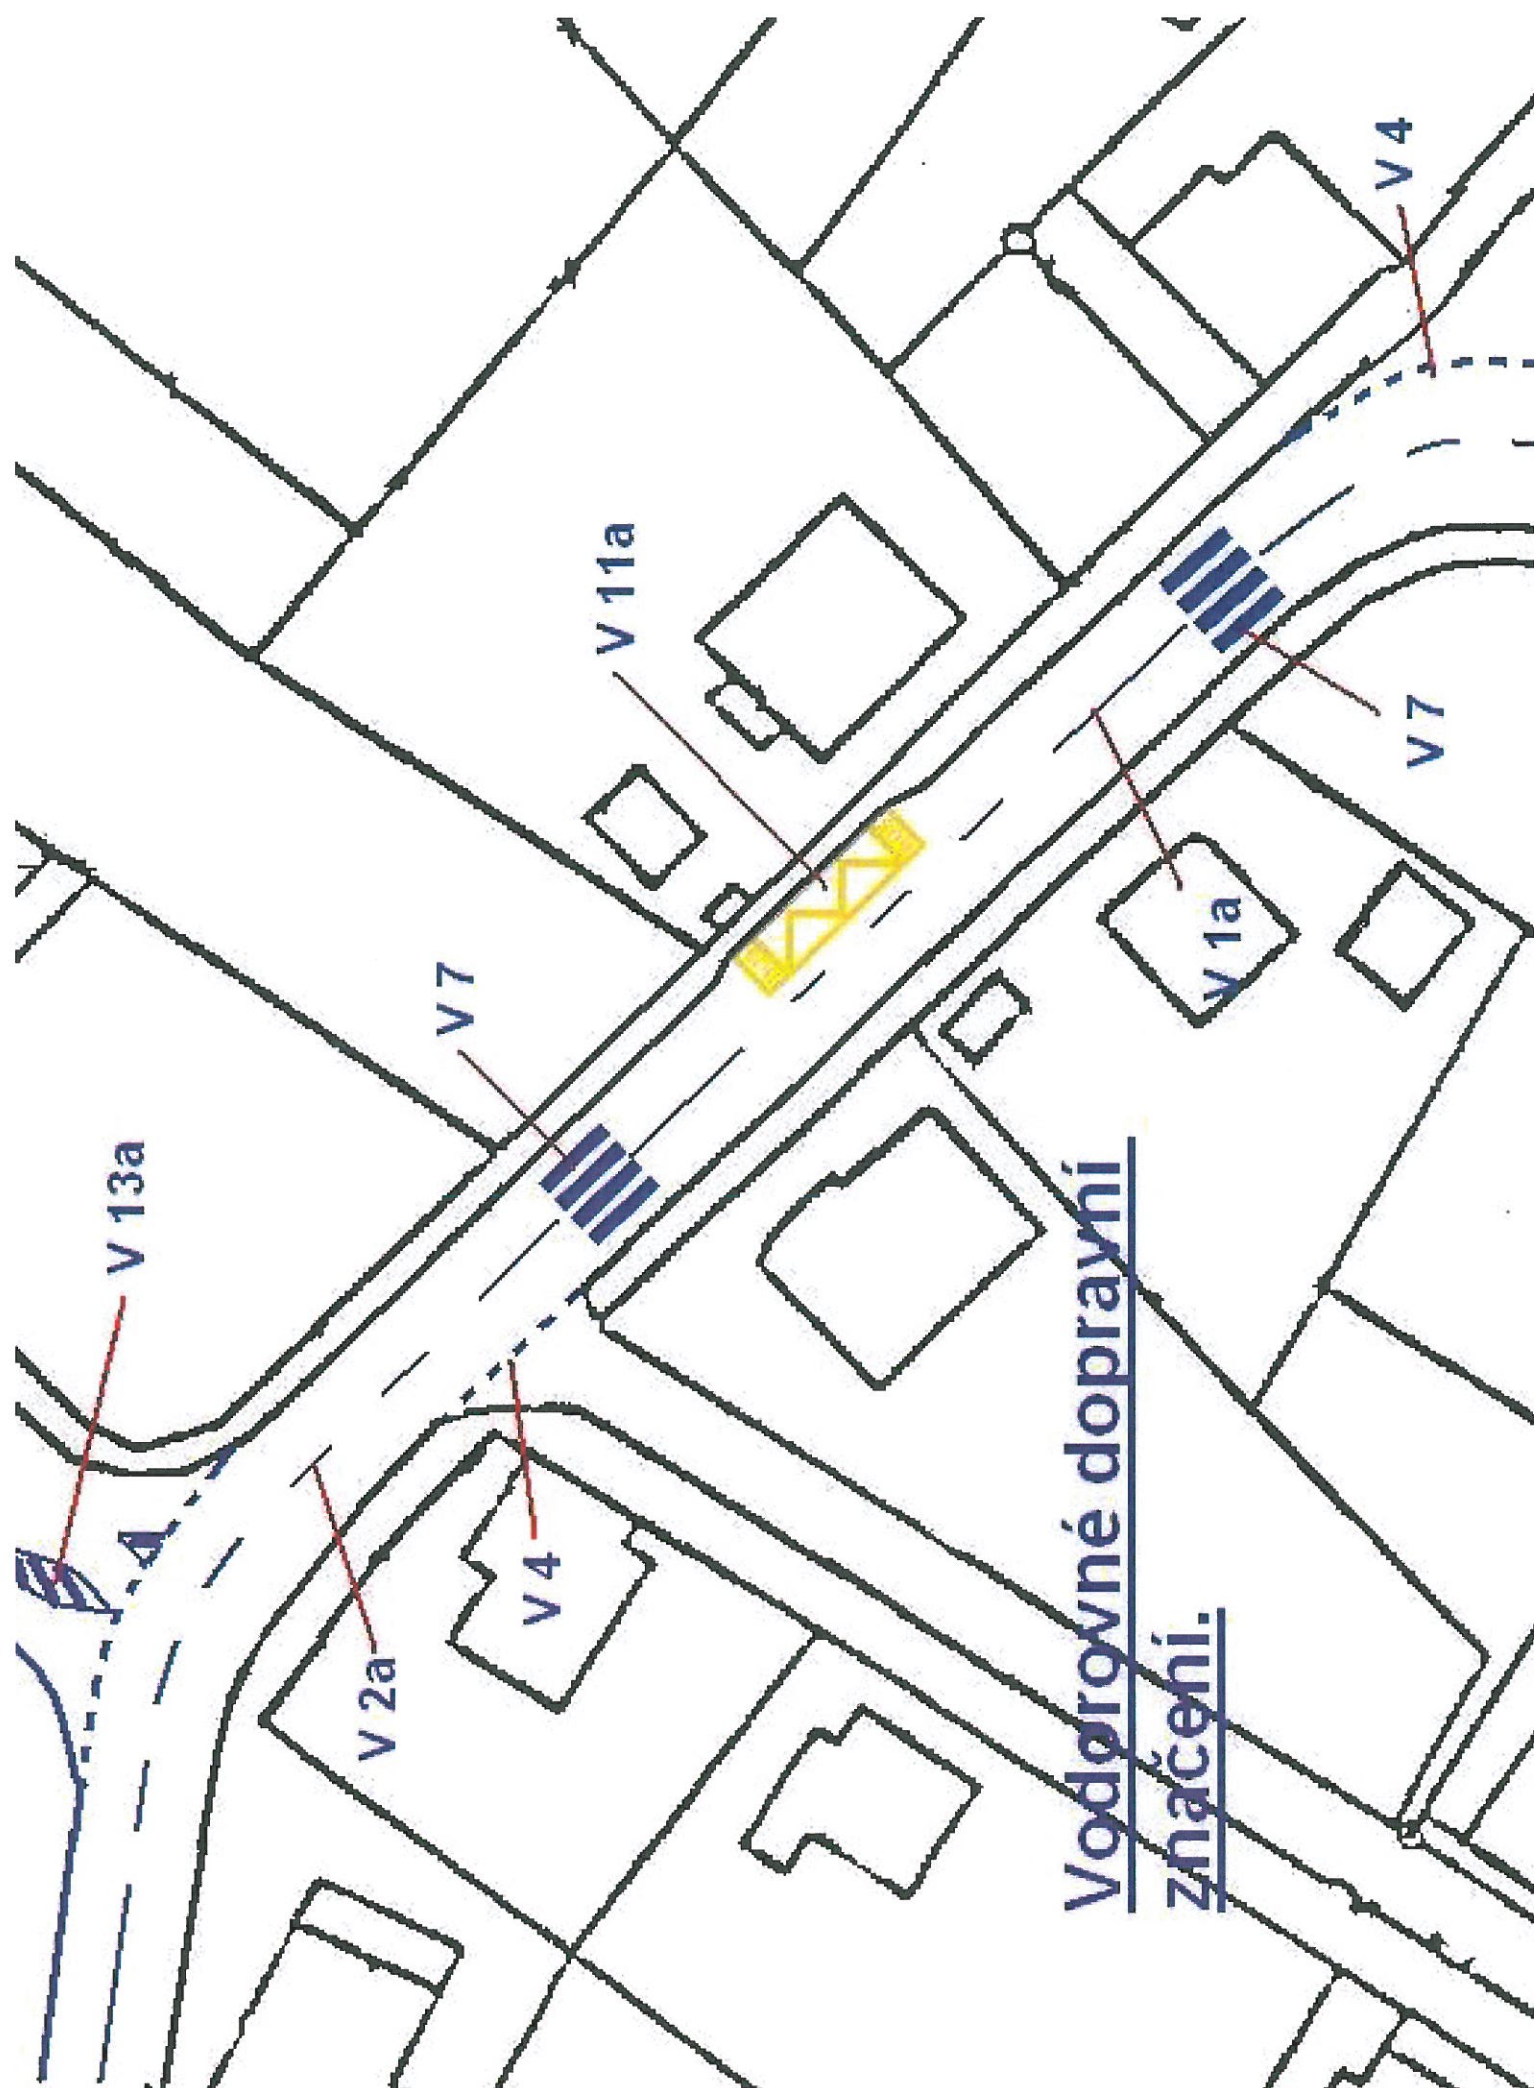 V 13a
V 7
V 11a
V 4
V 2a
V 4
V 1a
V 7
Vodorovné dopravní
značení.